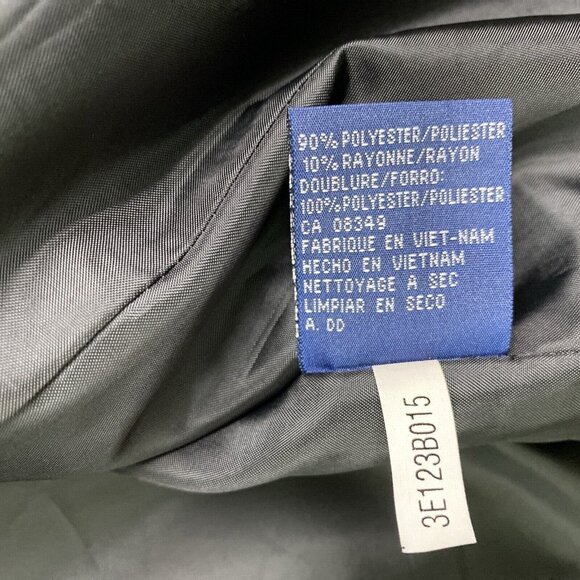 90% POLYESTER/POLIESTER
10% RAYONNE/RAYON
DOUBLURE/FORRO:
100% POLYESTER/POLIESTER
CA 06349
FABRIQUE EN VIET-NAM
HECHO EN VIETNAM
NETTOYAGE A SEC
LIMPIAR EN SECO
A. DD
3E123B015